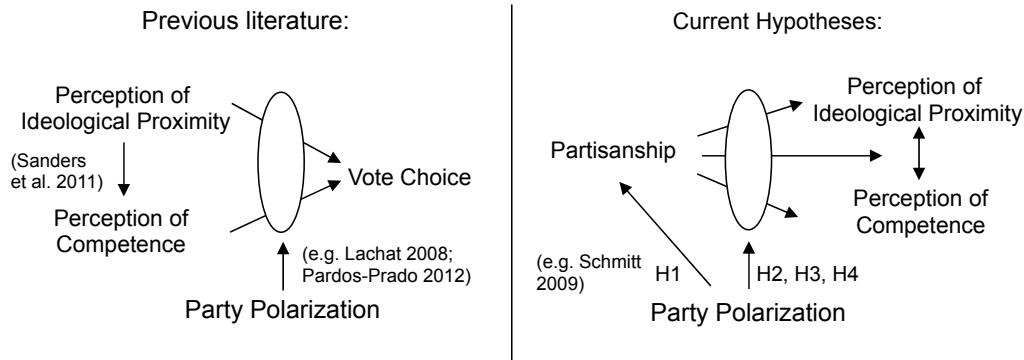 Previous literature:
Perception of
Ideological Proximity
(Sanders
et al. 2011)
Perception of
Competence
Vote Choice
(e.g. Lachat 2008;
Pardos-Prado 2012)
Party Polarization
Current Hypotheses:
Perception of
Ideological Proximity
Partisanship
Perception of
Competence
(e.g. Schmitt
2009)
H1
H2, H3, H4
Party Polarization